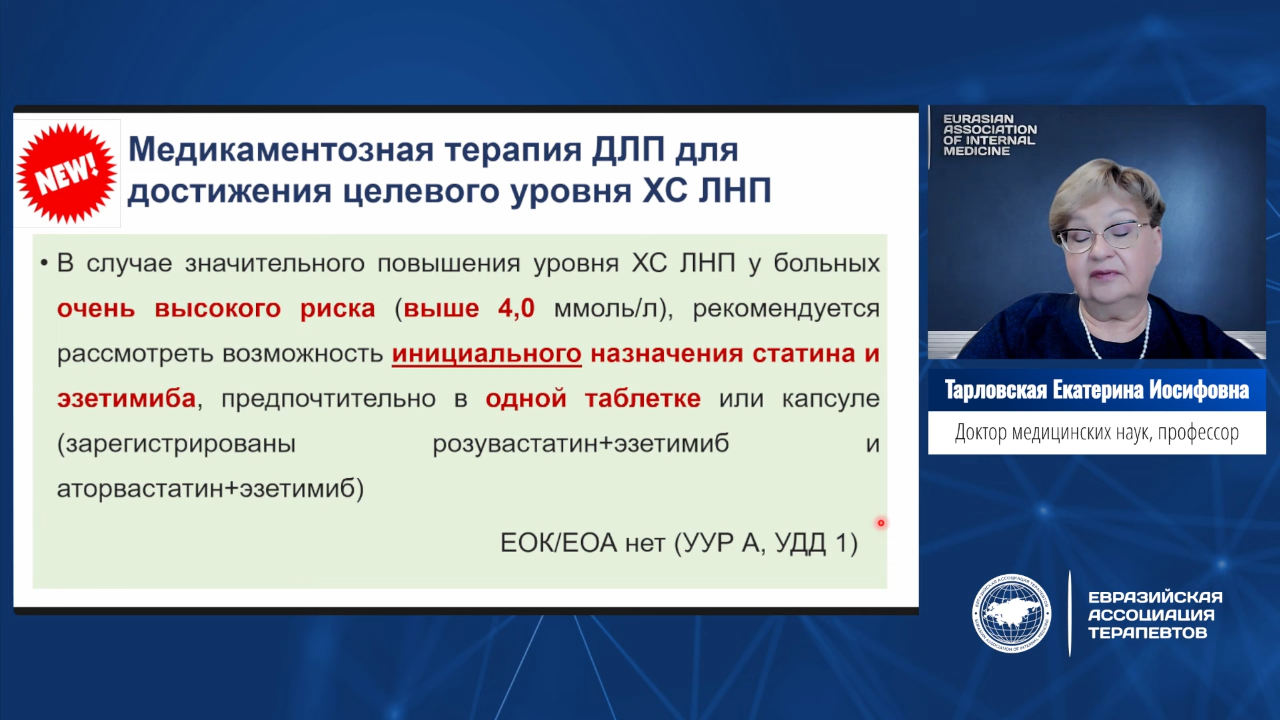 NEW!
Медикаментозная терапия ДЛП для
достижения целевого уровня ХС ЛНП
• В случае значительного повышения уровня ХС ЛНП у больных
очень высокого риска (выше 4,0 ммоль/л), рекомендуется
рассмотреть возможность инициального назначения статина и
эзетимиба, предпочтительно в одной таблетке или капсуле
(зарегистрированы розувастатин+эзетимиб и
аторвастатин+эзетимиб)
ЕОК/ЕОА нет (УУР А, УДД 1)
EURASIAN
ASSOCIATION
OF INTERNAL
MEDICINE
Тарловская Екатерина Иосифовна
Доктор медицинских наук, профессор
ЕВРАЗИЙСКАЯ
АССОЦИАЦИЯ
ТЕРАПЕВТОВ